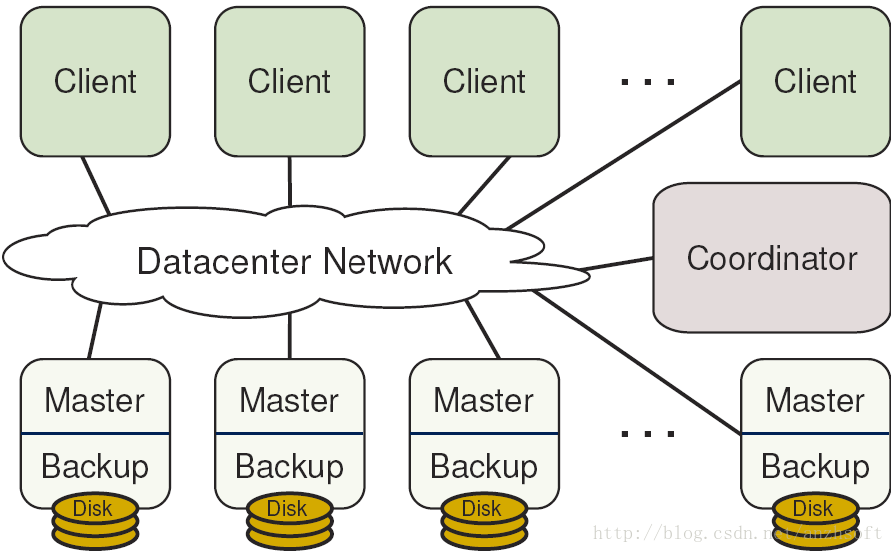 Client Client Client ... Client
Datacenter Network
Coordinator
Master Master Master Master
...
Backup Backup Backup Backup
Disk Disk Disk Disk